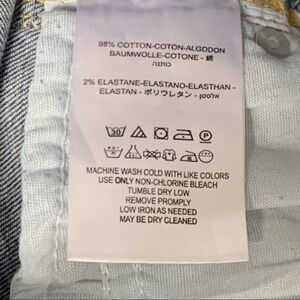 98% COTTON-COTON-ALGODON
BAUMWOLLE-COTONE - 綿
כותנה
2% ELASTANE-ELASTANO-ELASTHAN -
ELASTAN - ポリウレタン - אלסטן
30
MACHINE WASH COLD WITH LIKE COLORS
USE ONLY NON-CHLORINE BLEACH
TUMBLE DRY LOW
REMOVE PROMPLY
LOW IRON AS NEEDED
MAY BE DRY CLEANED